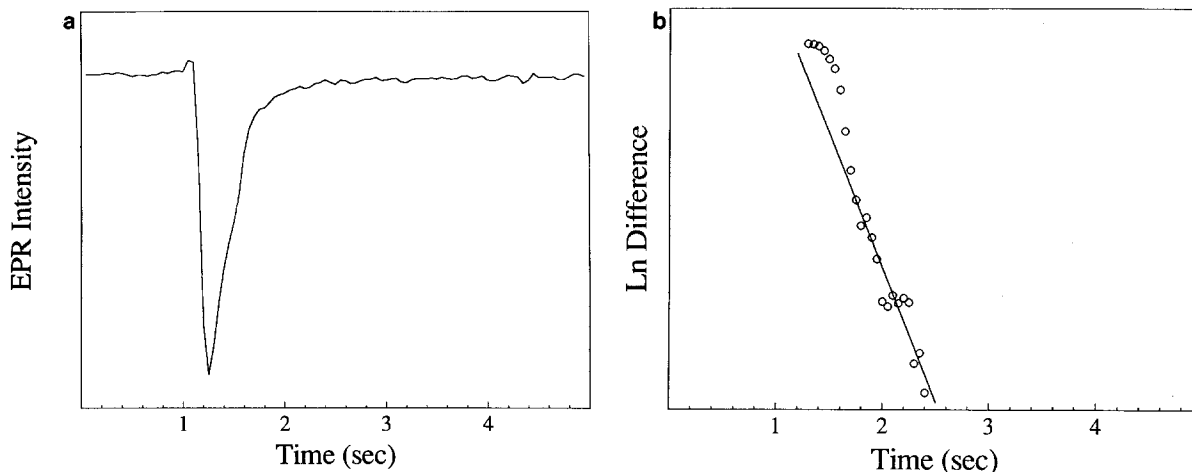 a
EPR Intensity
1 2 3 4
Time (sec)
b
Ln Difference
1 2 3 4
Time (sec)